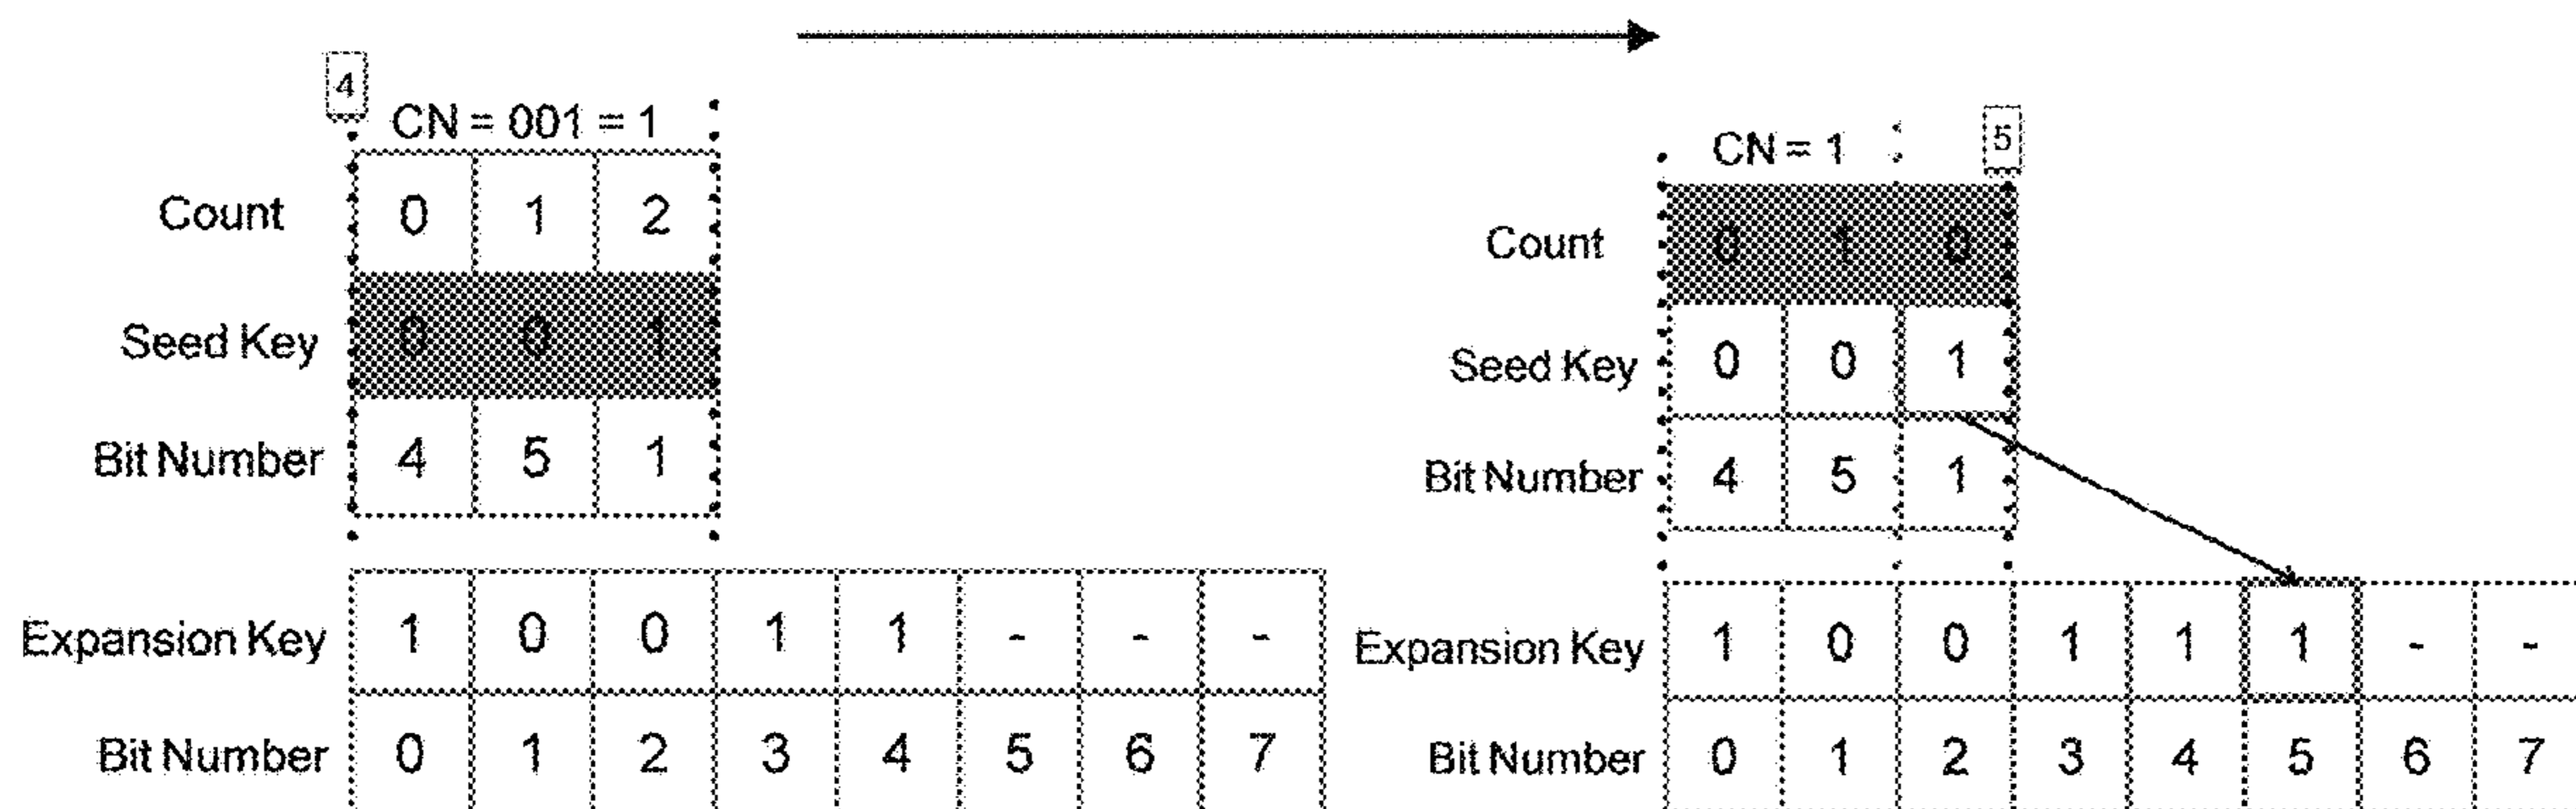 4
CN = 001 = 1
Count 0 1 2
Seed Key 0 0 1
Bit Number 4 5 1
Expansion Key 1 0 0 1 1 - - -
Bit Number 0 1 2 3 4 5 6 7
CN = 1
5
Count 0 1 0
Seed Key 0 0 1
Bit Number 4 5 1
Expansion Key 1 0 0 1 1 1 - -
Bit Number 0 1 2 3 4 5 6 7